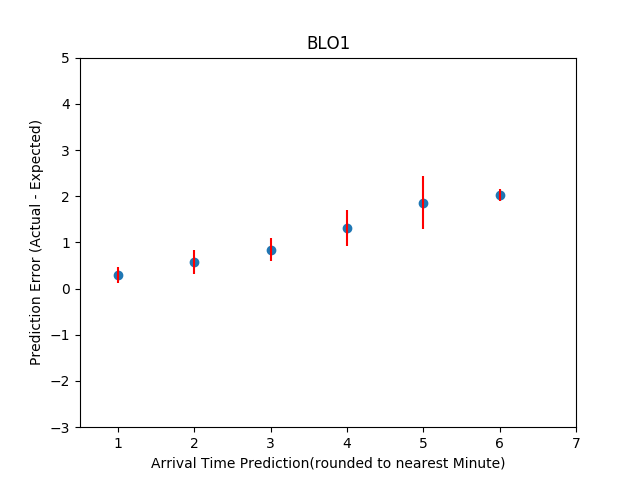 BLO1
5
4
3
2
1
0
−1
−2
−3
Prediction Error (Actual - Expected)
1 2 3 4 5 6 7
Arrival Time Prediction(rounded to nearest Minute)